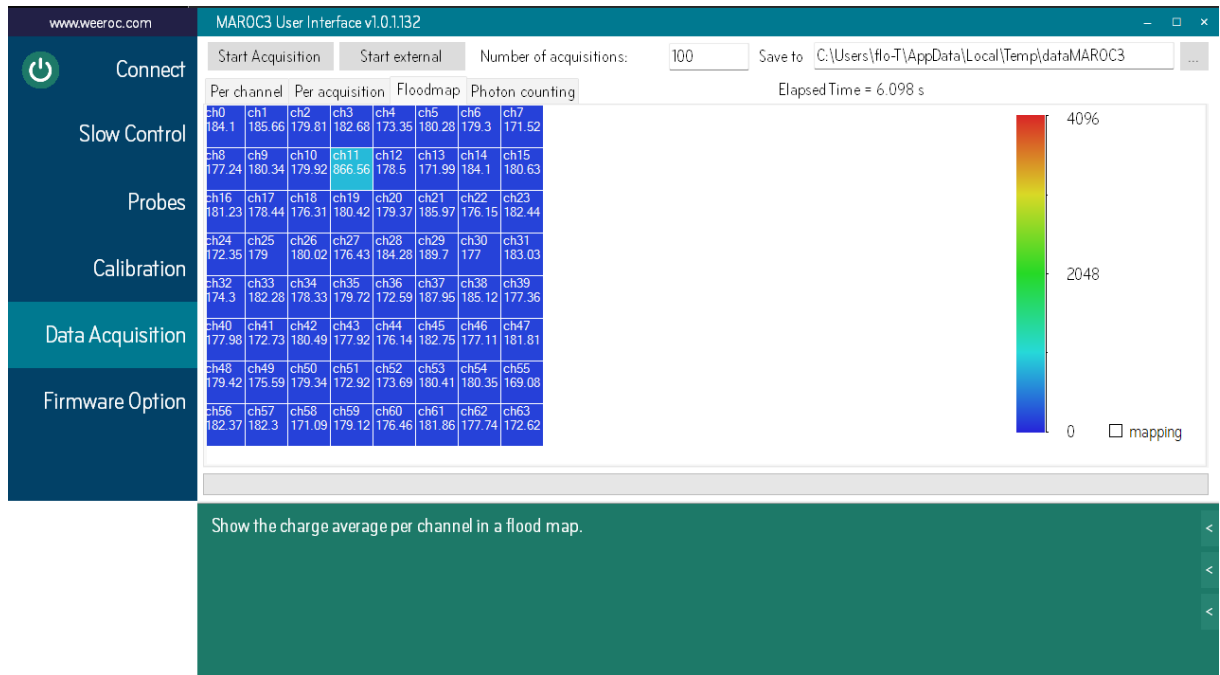 www.weeroc.com MAROC3 User Interface v1.0.1.132
Connect
Slow Control
Probes
Calibration
Data Acquisition
Firmware Option
Start Acquisition Start external Number of acquisitions: 100 Save to C:\Users\flo-T\AppData\Local\Temp\dataMAROC3 ...
Per channel Per acquisition Floodmap Photon counting Elapsed Time = 6.098 s
ch0 ch1 ch2 ch3 ch4 ch5 ch6 ch7
184.1 185.66 179.81 182.68 173.35 180.28 179.3 171.52
ch8 ch9 ch10 ch11 ch12 ch13 ch14 ch15
177.24 180.34 179.92 866.56 178.5 171.99 184.1 180.63
ch16 ch17 ch18 ch19 ch20 ch21 ch22 ch23
181.23 178.44 176.31 180.42 179.37 185.97 176.15 182.44
ch24 ch25 ch26 ch27 ch28 ch29 ch30 ch31
172.35 179 180.02 176.43 184.28 189.7 177 183.03
ch32 ch33 ch34 ch35 ch36 ch37 ch38 ch39
174.3 182.28 178.33 179.72 172.59 187.95 185.12 177.36
ch40 ch41 ch42 ch43 ch44 ch45 ch46 ch47
177.98 172.73 180.49 177.92 176.14 182.75 177.11 181.81
ch48 ch49 ch50 ch51 ch52 ch53 ch54 ch55
179.42 175.59 179.34 172.92 173.69 180.41 180.35 169.08
ch56 ch57 ch58 ch59 ch60 ch61 ch62 ch63
182.37 182.3 171.09 179.12 176.46 181.86 177.74 172.62
4096
2048
0 mapping
Show the charge average per channel in a flood map.
<
<
<